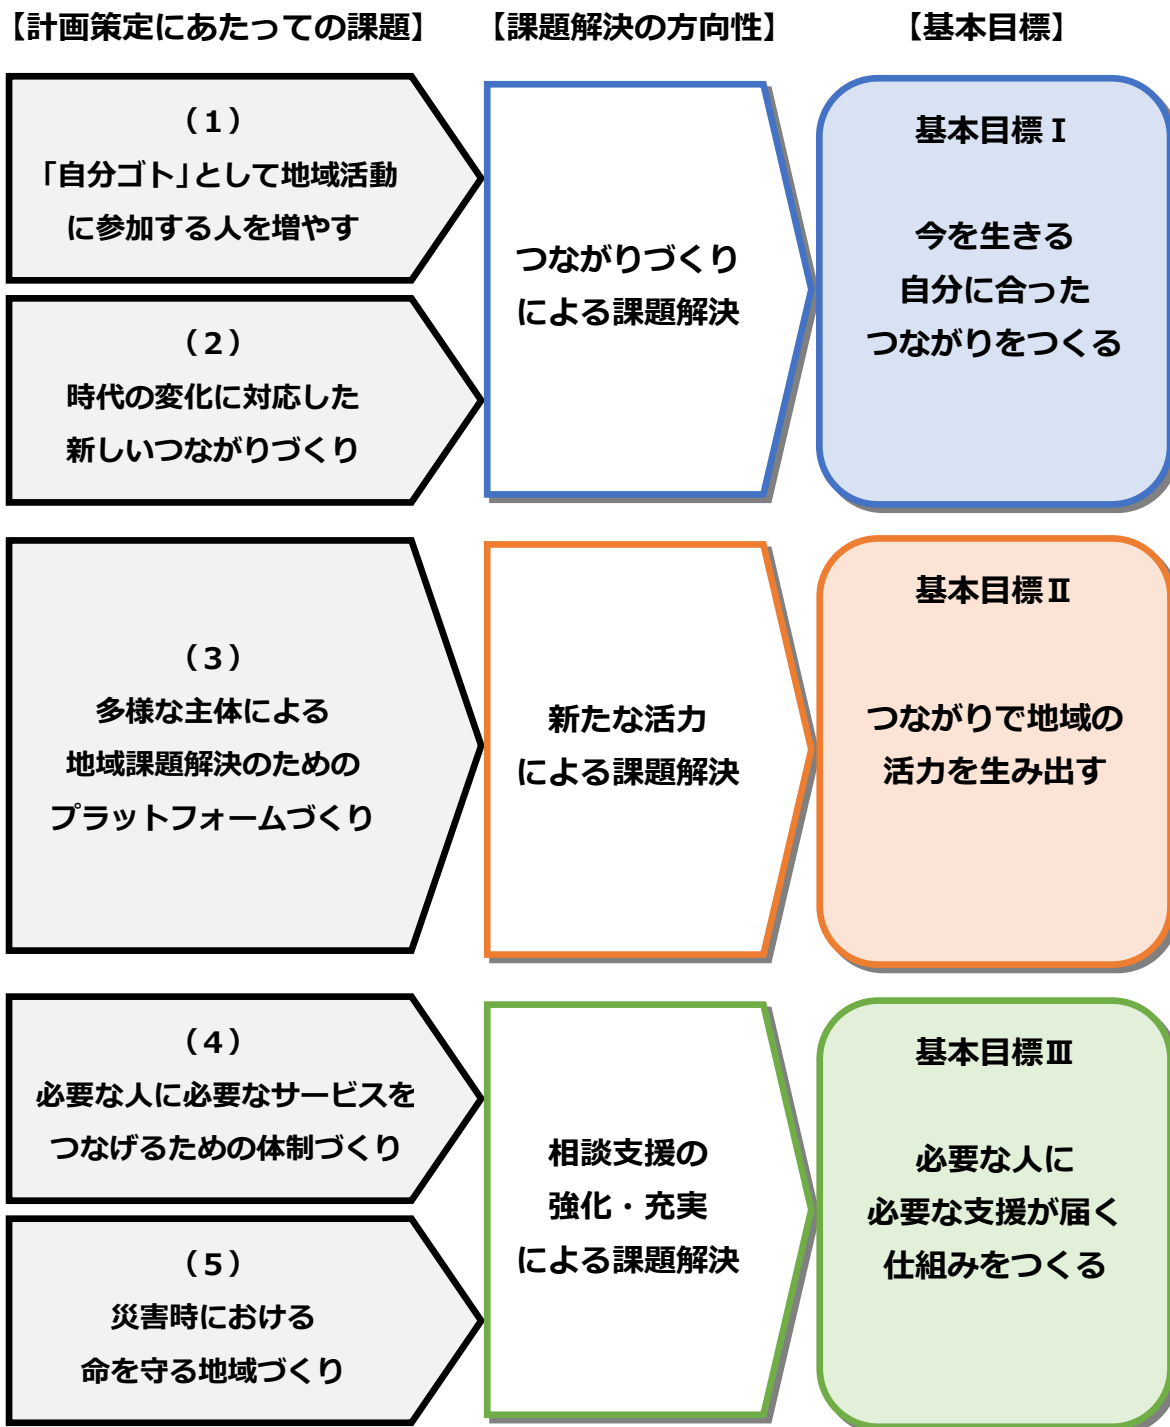 【計画策定にあたっての課題】
【課題解決の方向性】
【基本目標】
（１）
「自分ゴト」として地域活動
に参加する人を増やす
（２）
時代の変化に対応した
新しいつながりづくり
つながりづくり
による課題解決
基本目標Ⅰ
今を生きる
自分に合った
つながりをつくる
（３）
多様な主体による
地域課題解決のための
プラットフォームづくり
新たな活力
による課題解決
基本目標Ⅱ
つながりで地域の
活力を生み出す
（４）
必要な人に必要なサービスを
つなげるための体制づくり
（５）
災害時における
命を守る地域づくり
相談支援の
強化・充実
による課題解決
基本目標Ⅲ
必要な人に
必要な支援が届く
仕組みをつくる